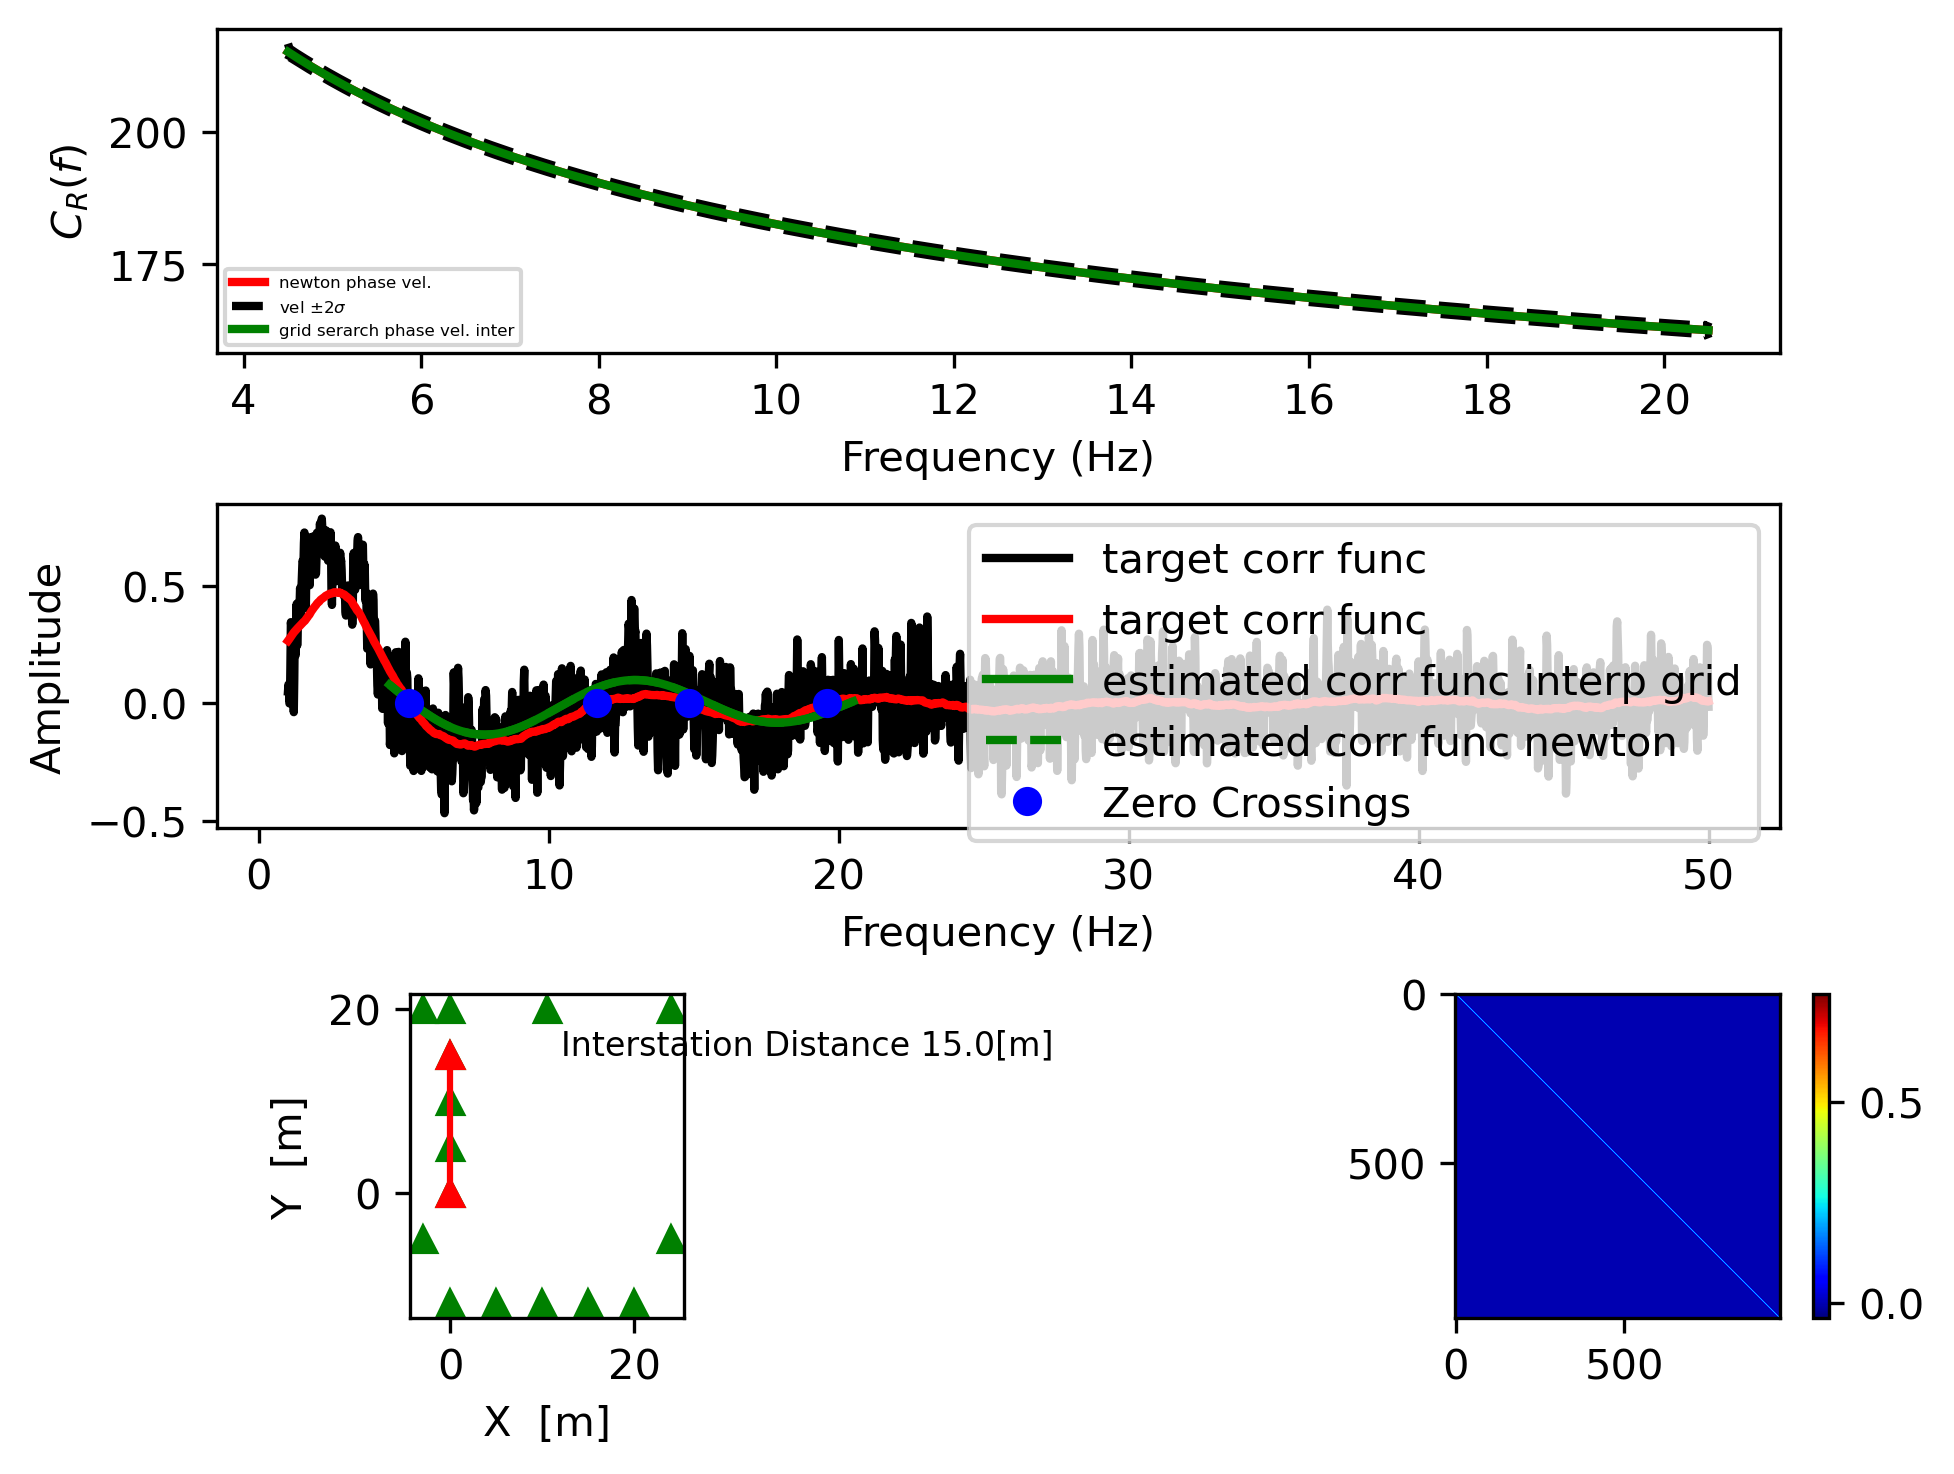 200
175
C_R(f)
newton phase vel.
vel ±2σ
grid serarch phase vel. inter
4 6 8 10 12 14 16 18 20
Frequency (Hz)
0.5
0.0
−0.5
Amplitude
target corr func
target corr func
estimated corr func interp grid
estimated corr func newton
Zero Crossings
0 10 20 30 40 50
Frequency (Hz)
20
0
Y [m]
Interstation Distance 15.0[m]
0 20
X [m]
0
500
0 500
0.5
0.0